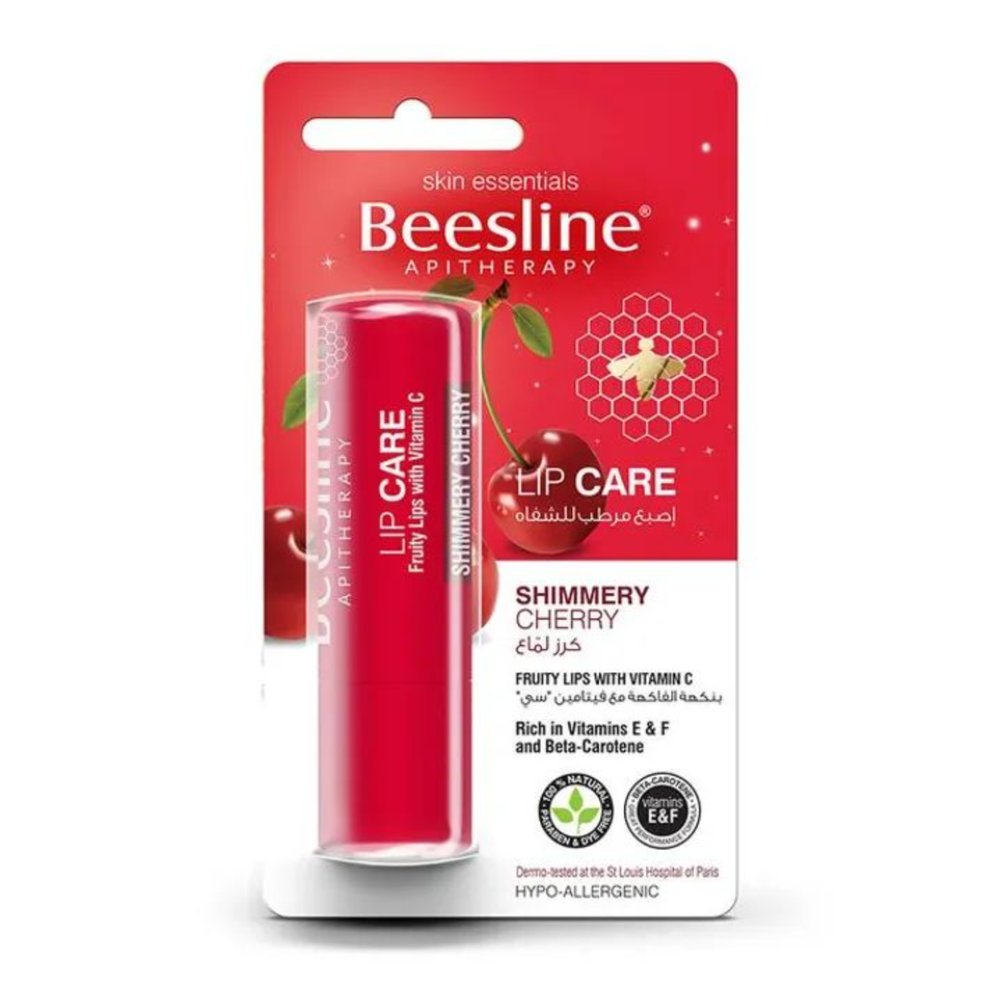 skin essentials
Beesline®
APITHERAPY
Beesline
APITHERAPY
LIP CARE
Fruity Lips with Vitamin C
SHIMMERY CHERRY
LIP CARE
إصبع مرطب للشفاه
SHIMMERY
CHERRY
كرز لمّاع
FRUITY LIPS WITH VITAMIN C
بنكهة الفاكهة مع فيتامين "سي"
Rich in Vitamins E & F
and Beta-Carotene
100 % NATURAL
PARABEN & DYE FREE
BETA-CAROTENE
vitamins
E&F
GREAT PERFORMANCE FORMULA
Dermo-tested at the St Louis Hospital of Paris
HYPO-ALLERGENIC